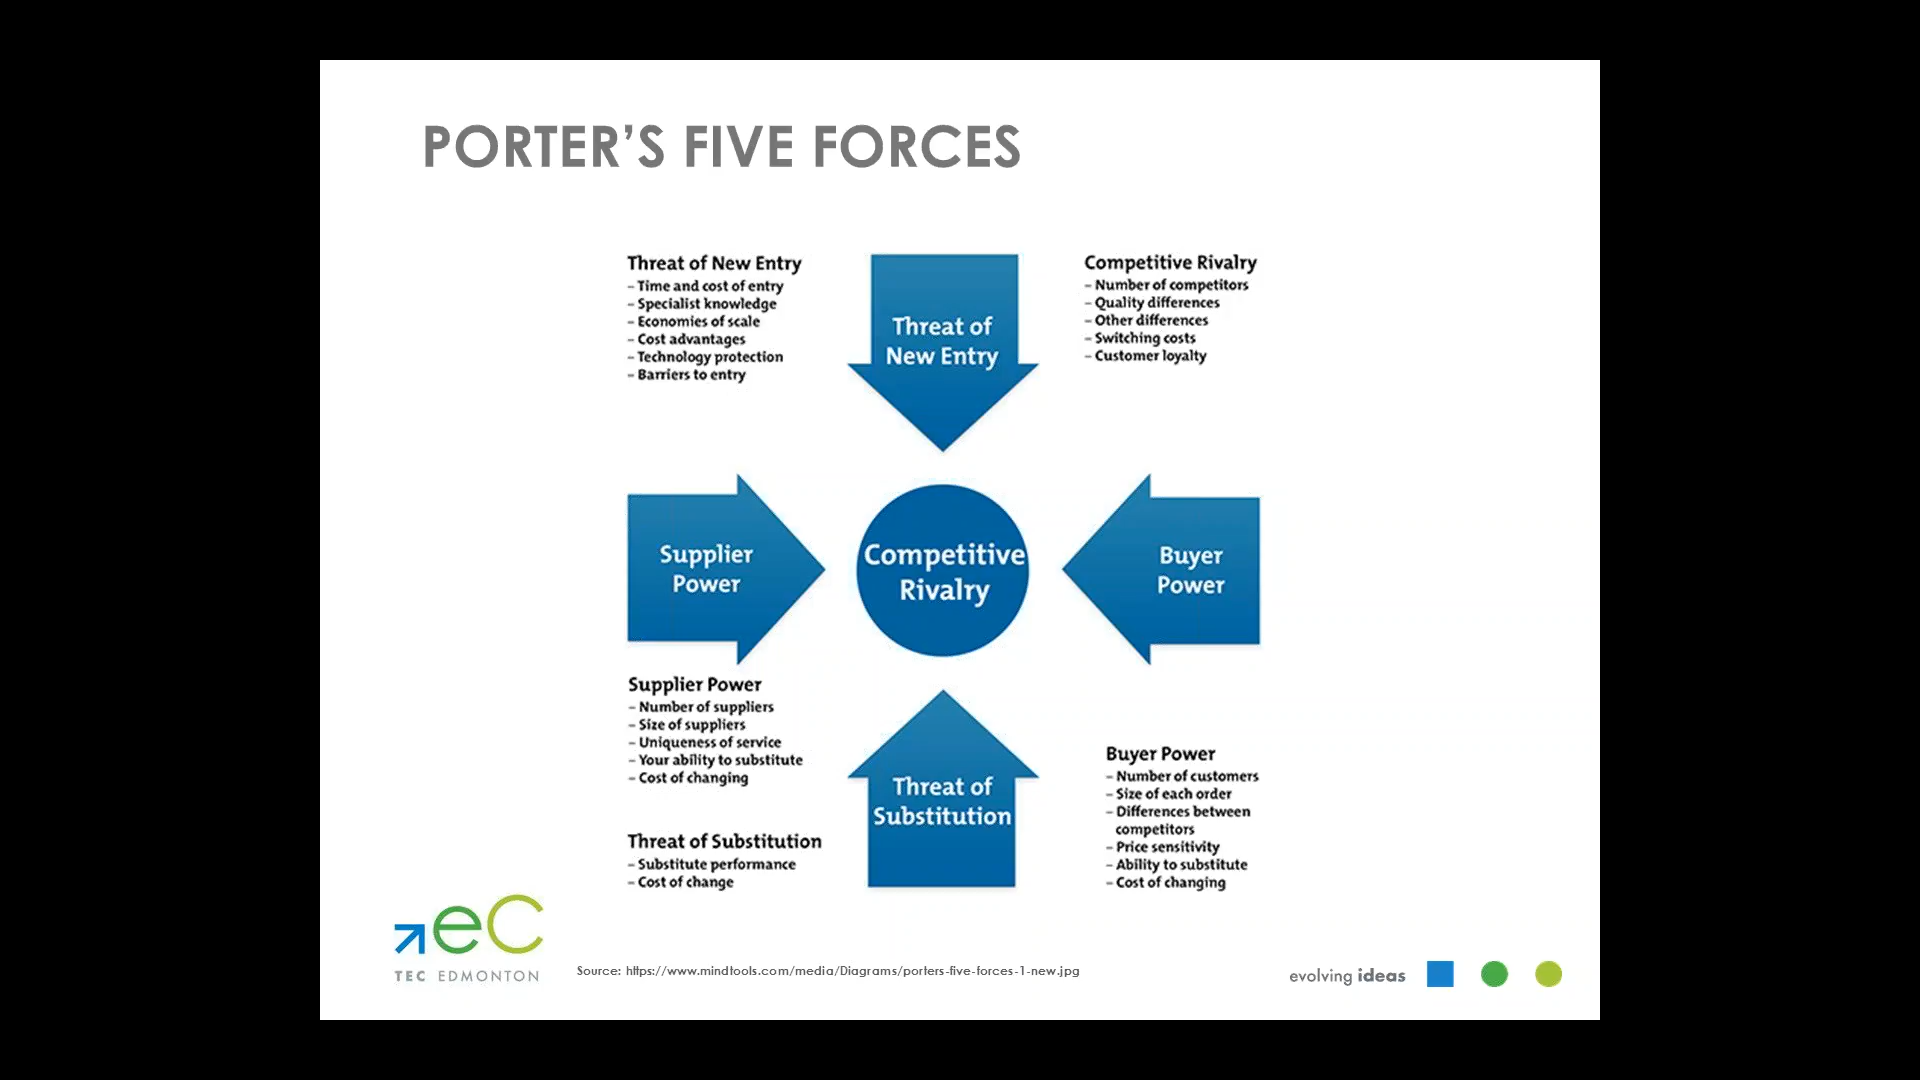 PORTER’S FIVE FORCES
Threat of New Entry
– Time and cost of entry
– Specialist knowledge
– Economies of scale
– Cost advantages
– Technology protection
– Barriers to entry
Threat of
New Entry
Competitive Rivalry
– Number of competitors
– Quality differences
– Other differences
– Switching costs
– Customer loyalty
Supplier
Power
Competitive
Rivalry
Buyer
Power
Supplier Power
– Number of suppliers
– Size of suppliers
– Uniqueness of service
– Your ability to substitute
– Cost of changing
Threat of Substitution
– Substitute performance
– Cost of change
Threat of
Substitution
Buyer Power
– Number of customers
– Size of each order
– Differences between
competitors
– Price sensitivity
– Ability to substitute
– Cost of changing
ec
TEC EDMONTON
Source: https://www.mindtools.com/media/Diagrams/porters-five-forces-1-new.jpg
evolving ideas